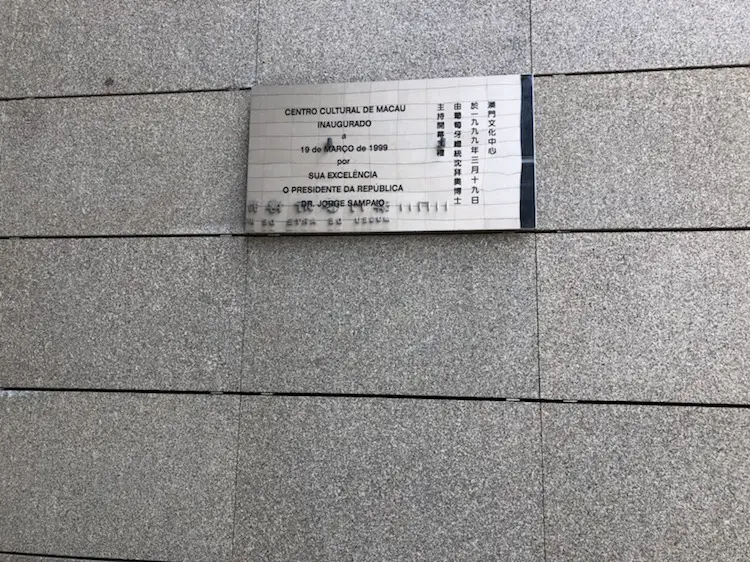 CENTRO CULTURAL DE MACAU
INAUGURADO
a
19 de MARÇO de 1999
por
SUA EXCELÊNCIA
O PRESIDENTE DA REPÚBLICA
DR. JORGE SAMPAIO
澳門文化中心
於一九九九年三月十九日
由葡萄牙總統沈拜奧博士
主持開幕禮